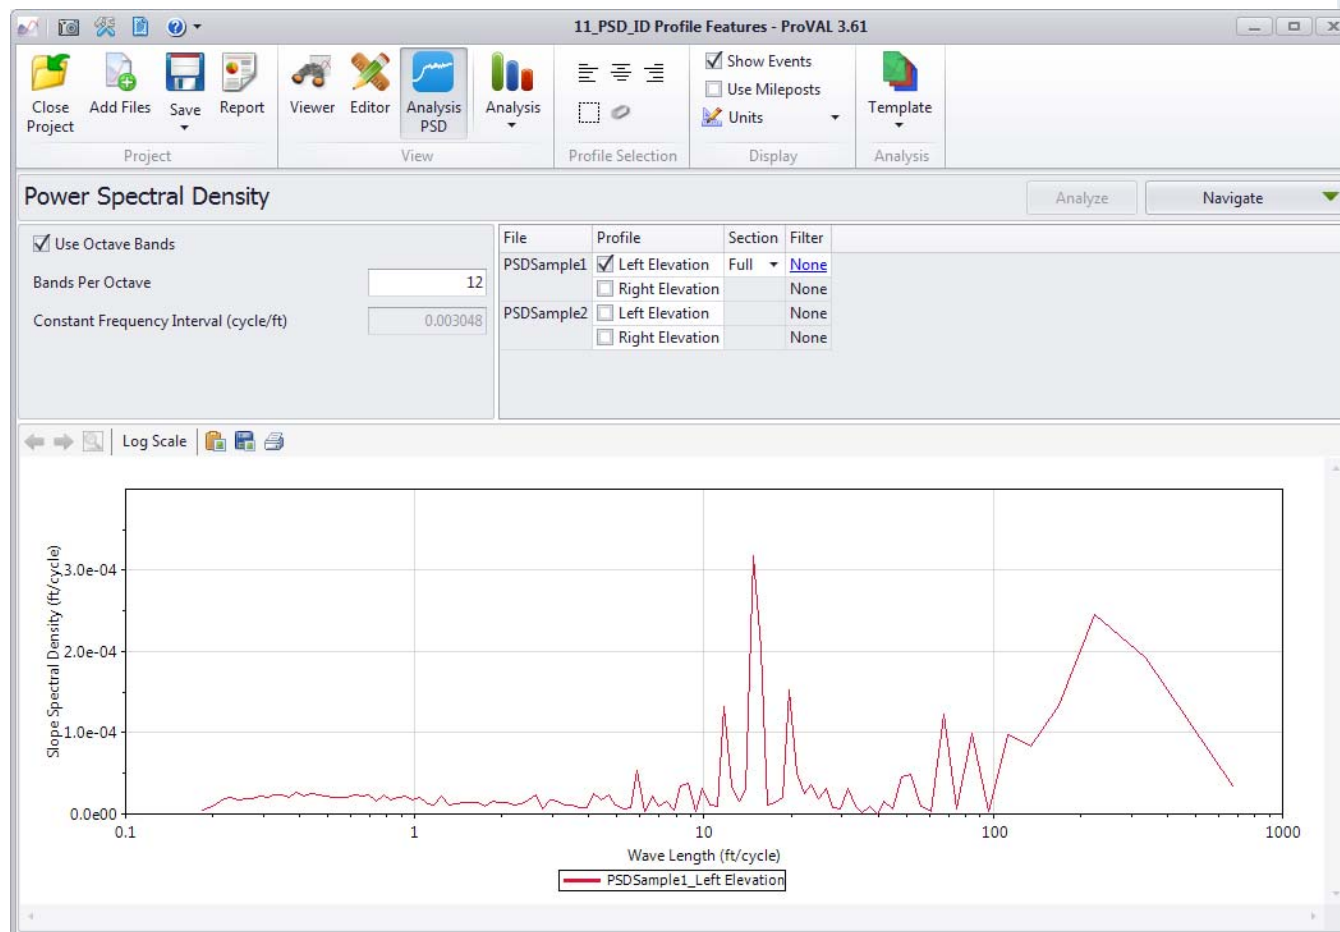 11_PSD_ID Profile Features - ProVAL 3.61
Close Project
Add Files
Save
Report
Viewer
Editor
Analysis PSD
Analysis
Show Events
Use Mileposts
Units
Template
Project
View
Profile Selection
Display
Analysis
Power Spectral Density
Analyze
Navigate
Use Octave Bands
Bands Per Octave 12
Constant Frequency Interval (cycle/ft) 0.003048
File Profile Section Filter
PSDSample1 Left Elevation Full None
Right Elevation None
PSDSample2 Left Elevation None
Right Elevation None
Log Scale
Slope Spectral Density (ft/cycle)
3.0e-04
2.0e-04
1.0e-04
0.0e00
0.1 1 10 100 1000
Wave Length (ft/cycle)
PSDSample1_Left Elevation